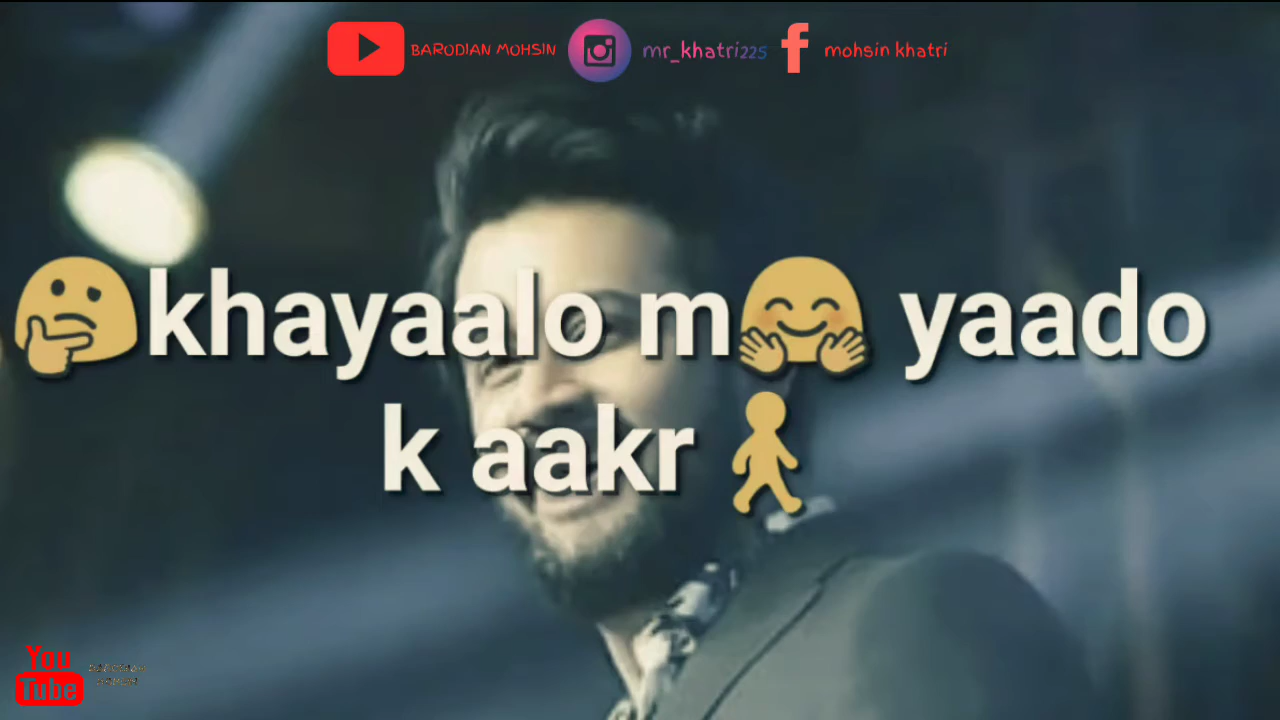 BARODIAN MOHSIN mr_khatri225 mohsin khatri
khayaalo m yaado
k aakr
You
Tube